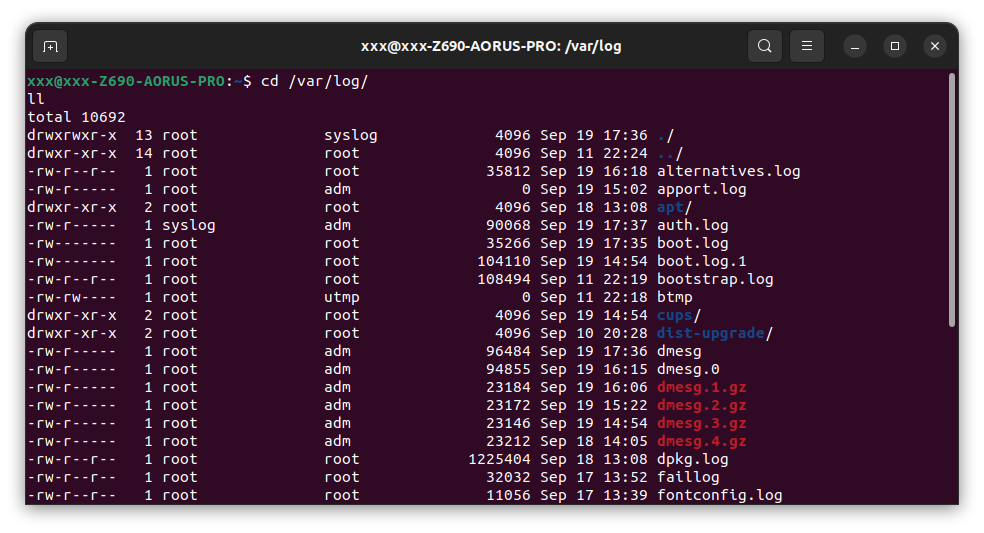 xxx@xxx-Z690-AORUS-PRO: /var/log
xxx@xxx-Z690-AORUS-PRO:~$ cd /var/log/
ll
total 10692
drwxrwxr-x  13 root              syslog             4096 Sep 19 17:36 ./
drwxr-xr-x  14 root              root               4096 Sep 11 22:24 ../
-rw-r--r--   1 root              root              35812 Sep 19 16:18 alternatives.log
-rw-r-----   1 root              adm                   0 Sep 19 15:02 apport.log
drwxr-xr-x   2 root              root               4096 Sep 18 13:08 apt/
-rw-r-----   1 syslog            adm               90068 Sep 19 17:37 auth.log
-rw-------   1 root              root              35266 Sep 19 17:35 boot.log
-rw-------   1 root              root             104110 Sep 19 14:54 boot.log.1
-rw-r--r--   1 root              root             108494 Sep 11 22:19 bootstrap.log
-rw-rw----   1 root              utmp                  0 Sep 11 22:18 btmp
drwxr-xr-x   2 root              root               4096 Sep 19 14:54 cups/
drwxr-xr-x   2 root              root               4096 Sep 10 20:28 dist-upgrade/
-rw-r-----   1 root              adm               96484 Sep 19 17:36 dmesg
-rw-r-----   1 root              adm               94855 Sep 19 16:15 dmesg.0
-rw-r-----   1 root              adm               23184 Sep 19 16:06 dmesg.1.gz
-rw-r-----   1 root              adm               23172 Sep 19 15:22 dmesg.2.gz
-rw-r-----   1 root              adm               23146 Sep 19 14:54 dmesg.3.gz
-rw-r-----   1 root              adm               23212 Sep 18 14:05 dmesg.4.gz
-rw-r--r--   1 root              root            1225404 Sep 18 13:08 dpkg.log
-rw-r--r--   1 root              root              32032 Sep 17 13:52 faillog
-rw-r--r--   1 root              root              11056 Sep 17 13:39 fontconfig.log